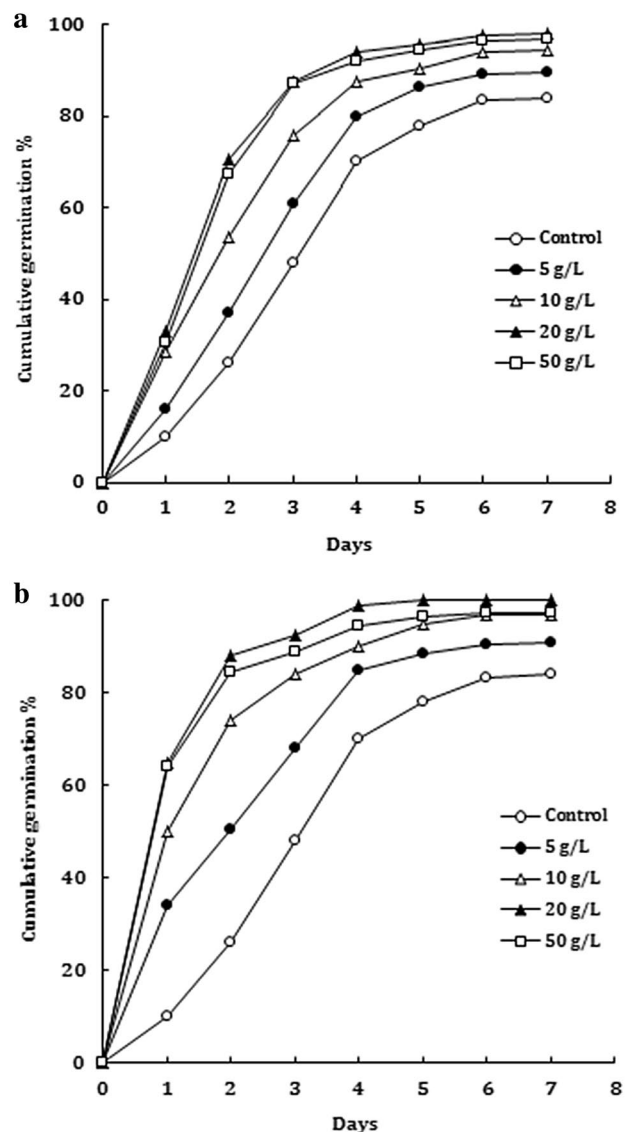 a
Cumulative germination %
100
80
60
40
20
0
0 1 2 3 4 5 6 7 8
Days
Control
5 g/L
10 g/L
20 g/L
50 g/L
b
Cumulative germination %
100
80
60
40
20
0
0 1 2 3 4 5 6 7 8
Days
Control
5 g/L
10 g/L
20 g/L
50 g/L